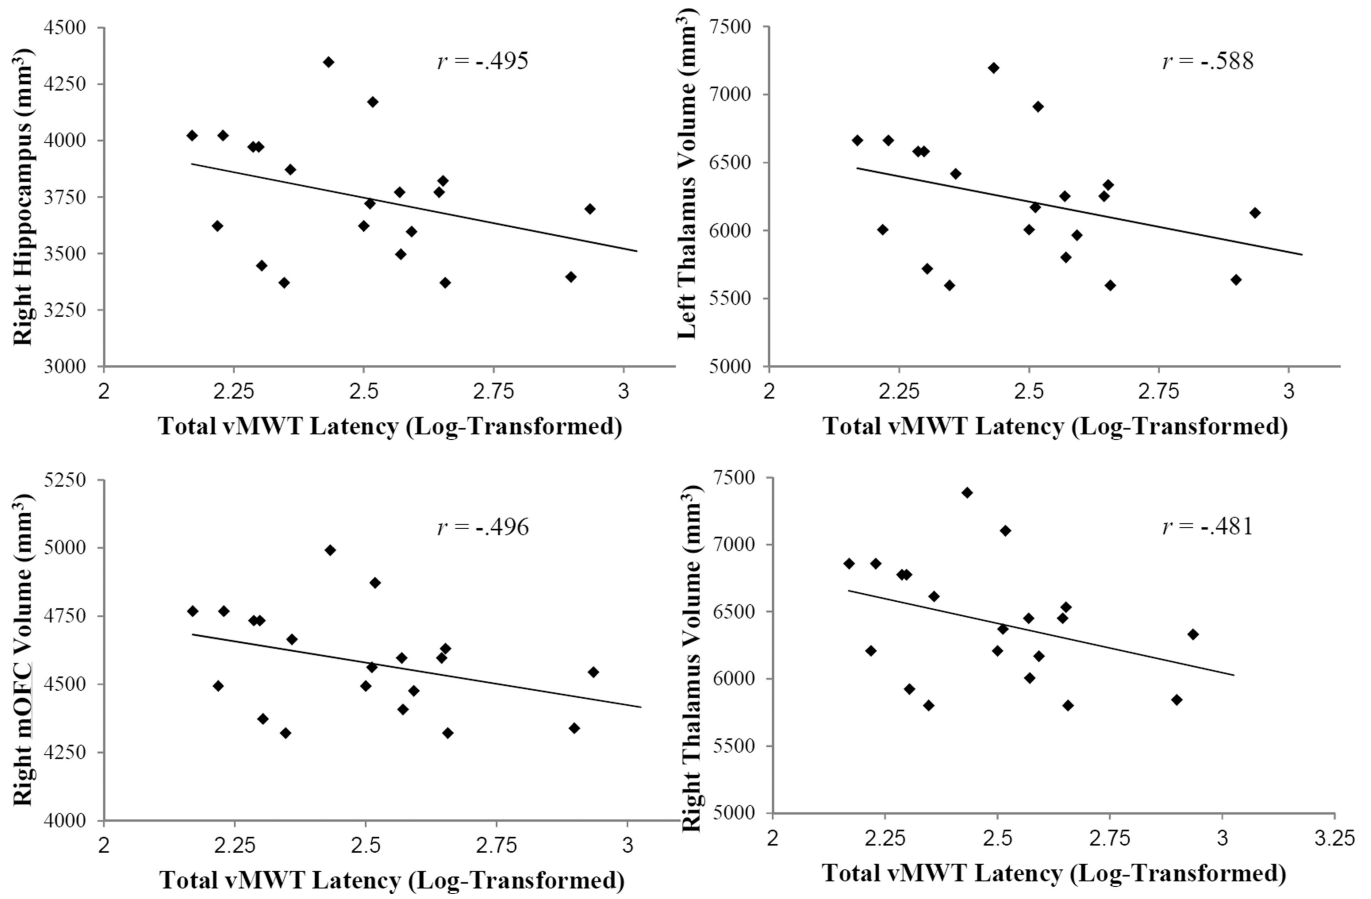 Right Hippocampus (mm³)
4500
4250
4000
3750
3500
3250
3000
r = -.495
2 2.25 2.5 2.75 3
Total vMWT Latency (Log-Transformed)
Left Thalamus Volume (mm³)
7500
7000
6500
6000
5500
5000
r = -.588
2 2.25 2.5 2.75 3
Total vMWT Latency (Log-Transformed)
Right mOFC Volume (mm³)
5250
5000
4750
4500
4250
4000
r = -.496
2 2.25 2.5 2.75 3
Total vMWT Latency (Log-Transformed)
Right Thalamus Volume (mm³)
7500
7000
6500
6000
5500
5000
r = -.481
2 2.25 2.5 2.75 3 3.25
Total vMWT Latency (Log-Transformed)